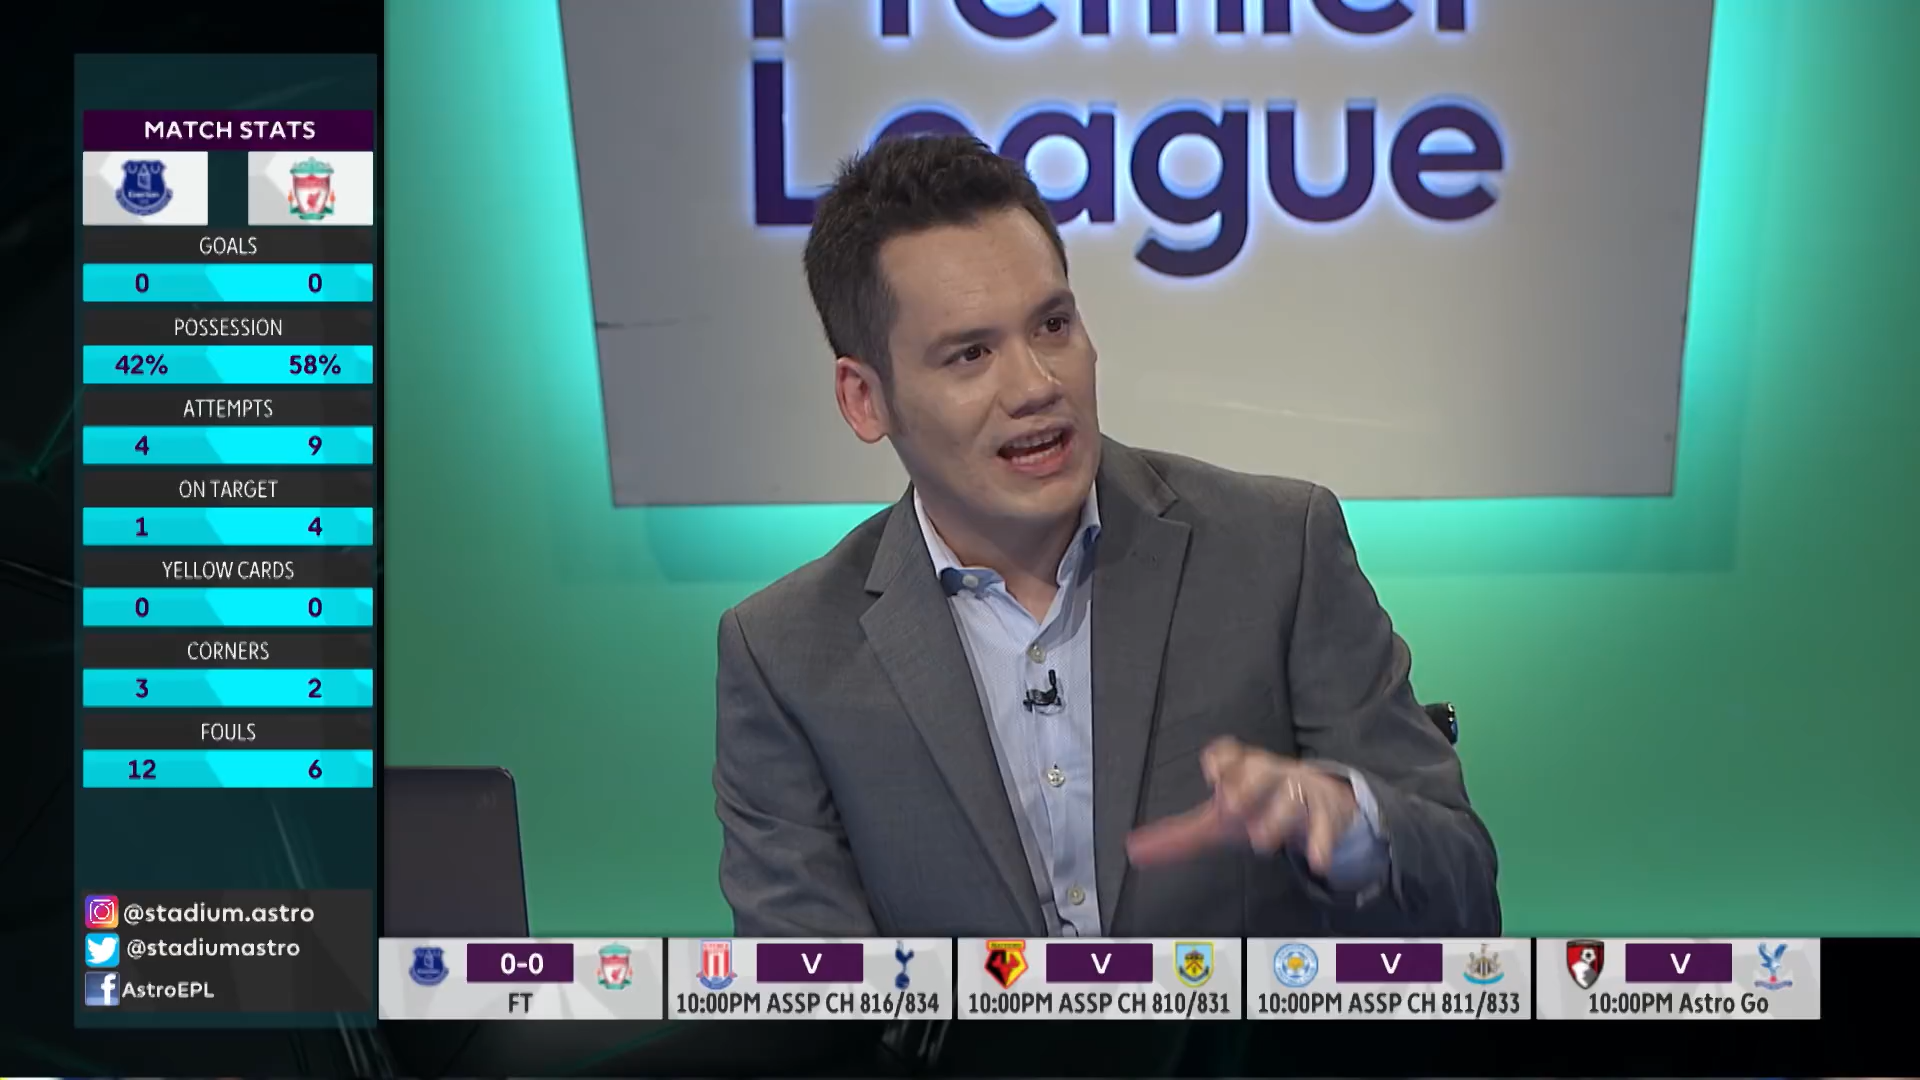 Premier
League
MATCH STATS
Everton
GOALS
0 0
POSSESSION
42% 58%
ATTEMPTS
4 9
ON TARGET
1 4
YELLOW CARDS
0 0
CORNERS
3 2
FOULS
12 6
@stadium.astro
@stadiumastro
AstroEPL
0-0
FT
V
10:00PM ASSP CH 816/834
V
10:00PM ASSP CH 810/831
V
10:00PM ASSP CH 811/833
V
10:00PM Astro Go